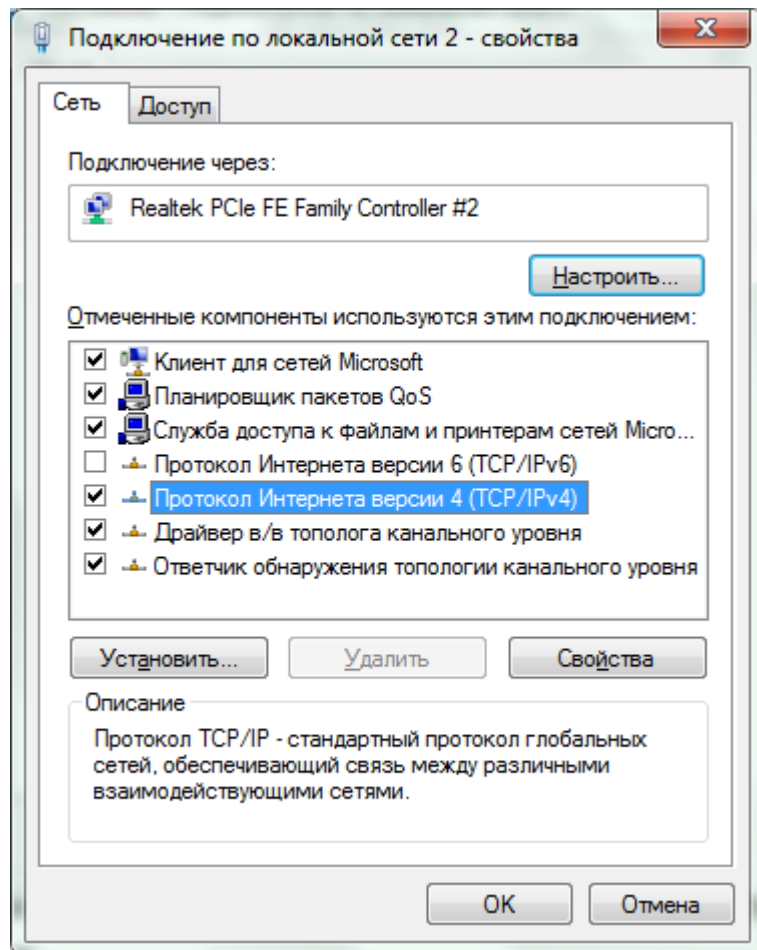 Подключение по локальной сети 2 - свойства
Сеть
Доступ
Подключение через:
Realtek PCIe FE Family Controller #2
Настроить...
Отмеченные компоненты используются этим подключением:
Клиент для сетей Microsoft
Планировщик пакетов QoS
Служба доступа к файлам и принтерам сетей Micro...
Протокол Интернета версии 6 (TCP/IPv6)
Протокол Интернета версии 4 (TCP/IPv4)
Драйвер в/в тополога канального уровня
Ответчик обнаружения топологии канального уровня
Установить...
Удалить
Свойства
Описание
Протокол TCP/IP - стандартный протокол глобальных
сетей, обеспечивающий связь между различными
взаимодействующими сетями.
OK
Отмена